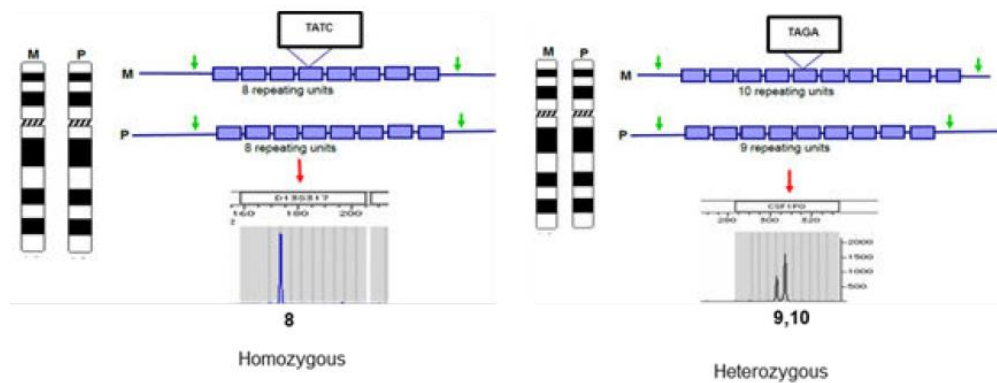 TATC
M P
M
8 repeating units
P
8 repeating units
D13S317
160 180 200
8
Homozygous
TAGA
M P
M
10 repeating units
P
9 repeating units
CSF1PO
280 300 320
2000
1500
1000
500
9,10
Heterozygous